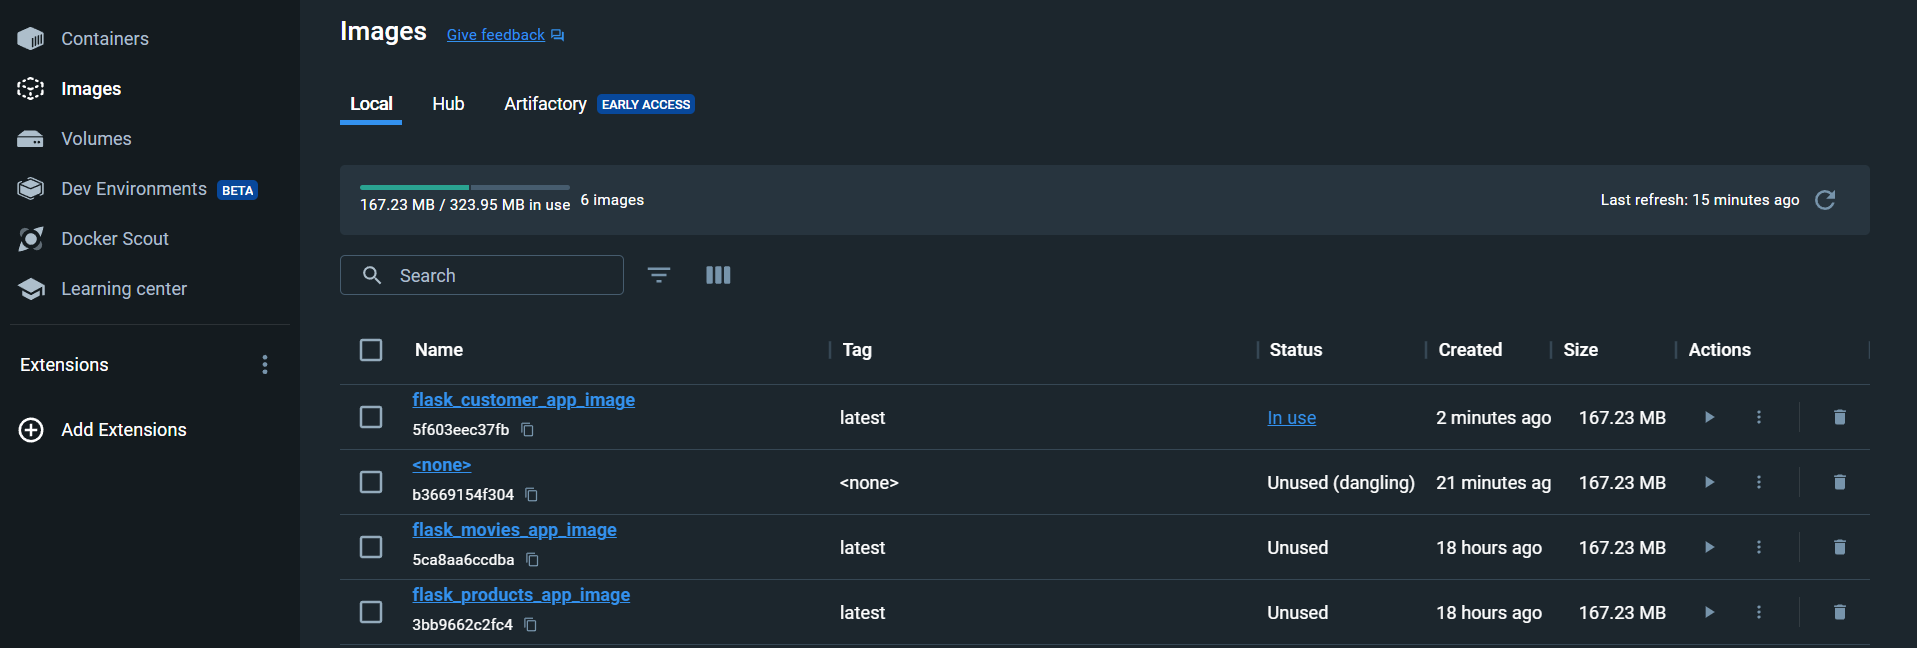 Containers
Images
Volumes
Dev Environments BETA
Docker Scout
Learning center
Extensions
Add Extensions
Images Give feedback
Local Hub Artifactory EARLY ACCESS
167.23 MB / 323.95 MB in use 6 images Last refresh: 15 minutes ago
Search
Name Tag Status Created Size Actions
flask_customer_app_image
5f603eec37fb latest In use 2 minutes ago 167.23 MB
<none>
b3669154f304 <none> Unused (dangling) 21 minutes ag 167.23 MB
flask_movies_app_image
5ca8aa6ccdba latest Unused 18 hours ago 167.23 MB
flask_products_app_image
3bb9662c2fc4 latest Unused 18 hours ago 167.23 MB